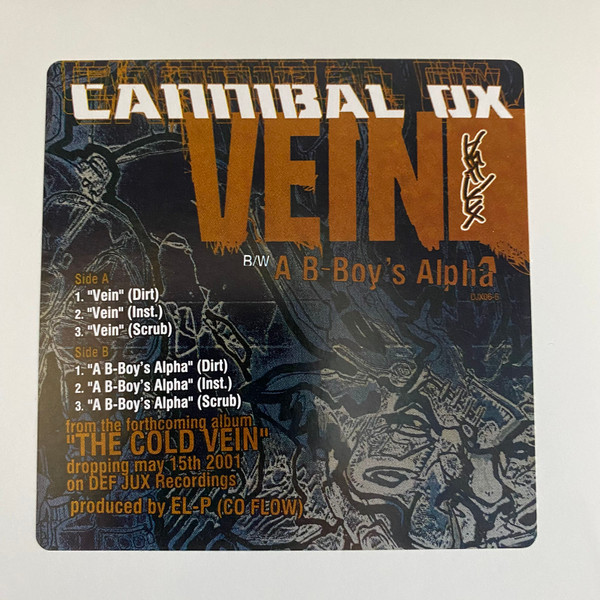 CANNIBAL OX
VEIN
B/W A B-Boy's Alpha
Side A
1. "Vein" (Dirt)
2. "Vein" (Inst.)
3. "Vein" (Scrub)
Side B
1. "A B-Boy's Alpha" (Dirt)
2. "A B-Boy's Alpha" (Inst.)
3. "A B-Boy's Alpha" (Scrub)
from the forthcoming album
"THE COLD VEIN"
dropping may 15th 2001
on DEF JUX Recordings
produced by EL-P (CO FLOW)